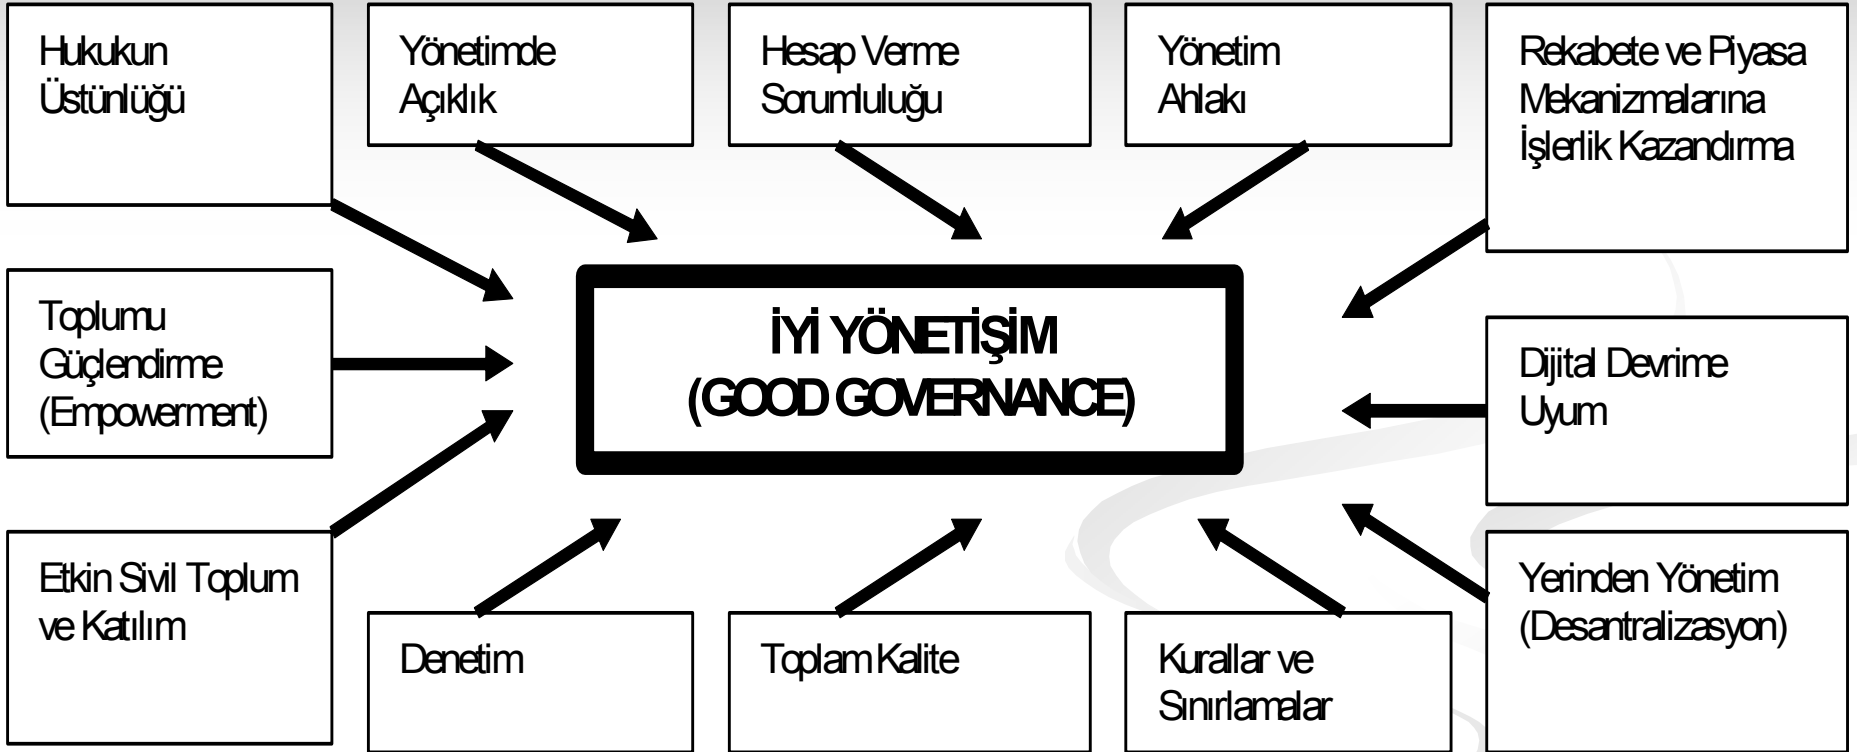 Hukukun
Üstünlüğü
Yönetimde
Açıklık
Hesap Verme
Sorumluluğu
Yönetim
Ahlakı
Rekabete ve Piyasa
Mekanizmalarına
İşlerlik Kazandırma
Toplumu
Güçlendirme
(Empowerment)
İYİ YÖNETİŞİM
(GOOD GOVERNANCE)
Dijital Devrime
Uyum
Etkin Sivil Toplum
ve Katılım
Denetim
Toplam Kalite
Kurallar ve
Sınırlamalar
Yerinden Yönetim
(Desantralizasyon)